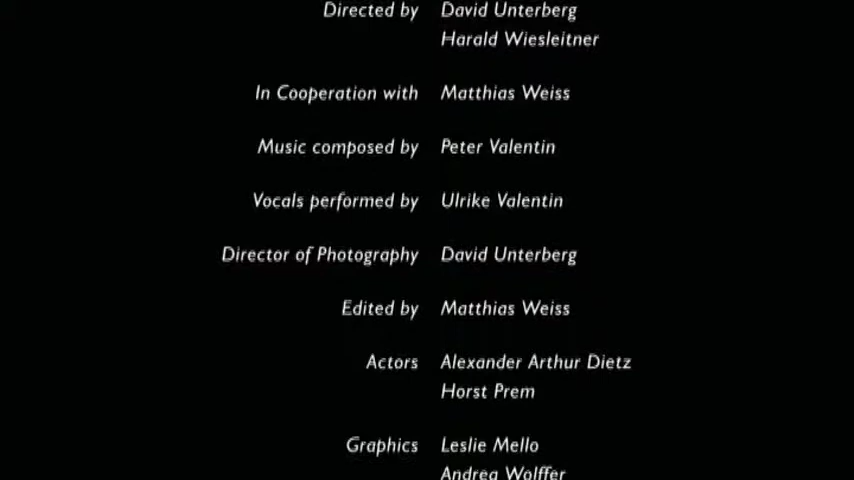 Directed by David Unterberg
Harald Wiesleitner
In Cooperation with Matthias Weiss
Music composed by Peter Valentin
Vocals performed by Ulrike Valentin
Director of Photography David Unterberg
Edited by Matthias Weiss
Actors Alexander Arthur Dietz
Horst Prem
Graphics Leslie Mello
Andrea Wolffer